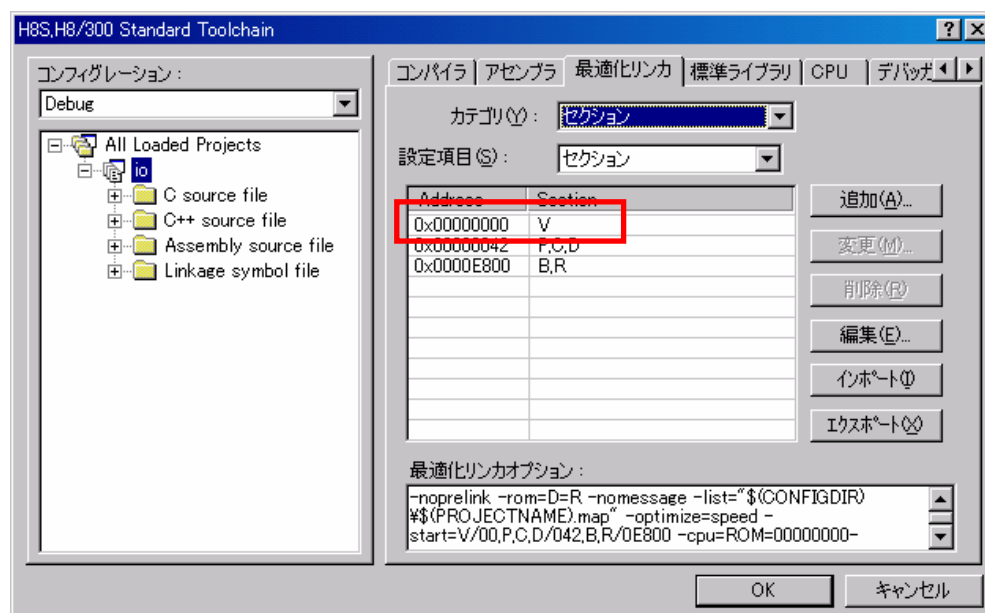 H8S,H8/300 Standard Toolchain
コンフィグレーション :
Debug
All Loaded Projects
io
C source file
C++ source file
Assembly source file
Linkage symbol file
コンパイラ アセンブラ 最適化リンカ 標準ライブラリ CPU デバッガ
カテゴリ(Y) : セクション
設定項目(S) : セクション
Address Section
0x00000000 V
0x00000042 P,C,D
0x0000E800 B,R
追加(A)...
変更(M)...
削除(R)
編集(E)...
インポート(I)
エクスポート(X)
最適化リンカオプション :
-noprelink -rom=D=R -nomessage -list="$(CONFIGDIR)
¥$(PROJECTNAME).map" -optimize=speed -
start=V/00,P,C,D/042,B,R/0E800 -cpu=ROM=00000000-
OK キャンセル